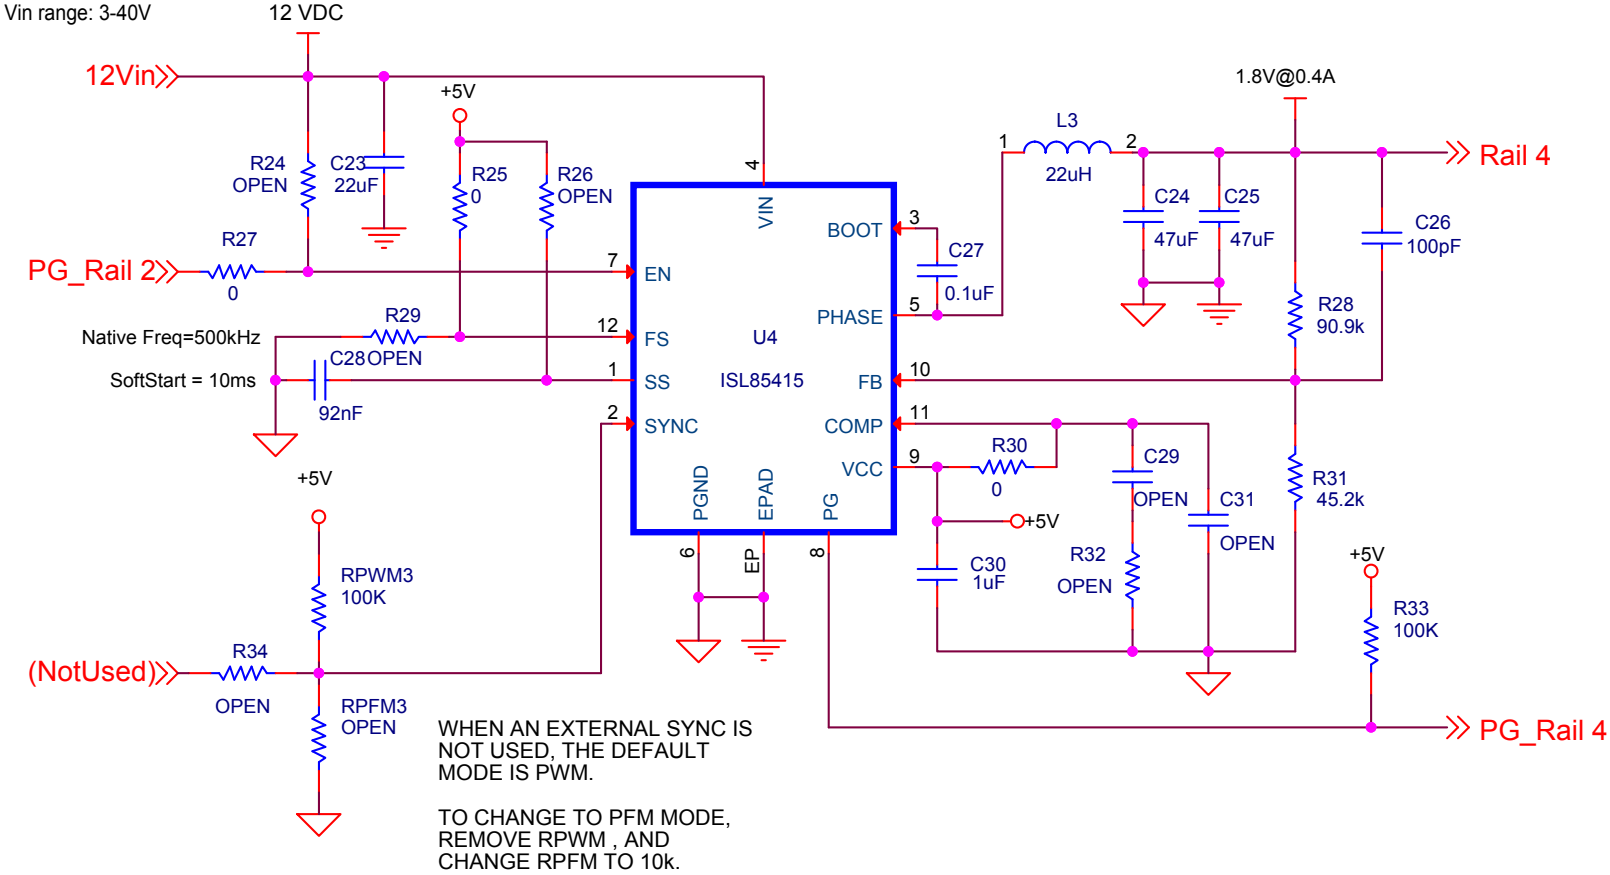 Vin range: 3-40V
12 VDC
12Vin
+5V
1.8V@0.4A
R24
OPEN
C23
22uF
R25
0
R26
OPEN
4
VIN
1
L3
2
22uH
Rail 4
C24
47uF
C25
47uF
C26
100pF
R27
0
PG_Rail 2
7
EN
BOOT
3
C27
0.1uF
PHASE
5
R28
90.9k
Native Freq=500kHz
R29
OPEN
12
FS
U4
ISL85415
SoftStart = 10ms
C28
92nF
1
SS
FB
10
2
SYNC
COMP
11
VCC
9
R30
0
C29
OPEN
C31
OPEN
R31
45.2k
+5V
PGND
EPAD
PG
6
EP
8
+5V
C30
1uF
R32
OPEN
+5V
R33
100K
RPWM3
100K
(NotUsed)
R34
OPEN
RPFM3
OPEN
PG_Rail 4
WHEN AN EXTERNAL SYNC IS
NOT USED, THE DEFAULT
MODE IS PWM.
TO CHANGE TO PFM MODE,
REMOVE RPWM , AND
CHANGE RPFM TO 10k.